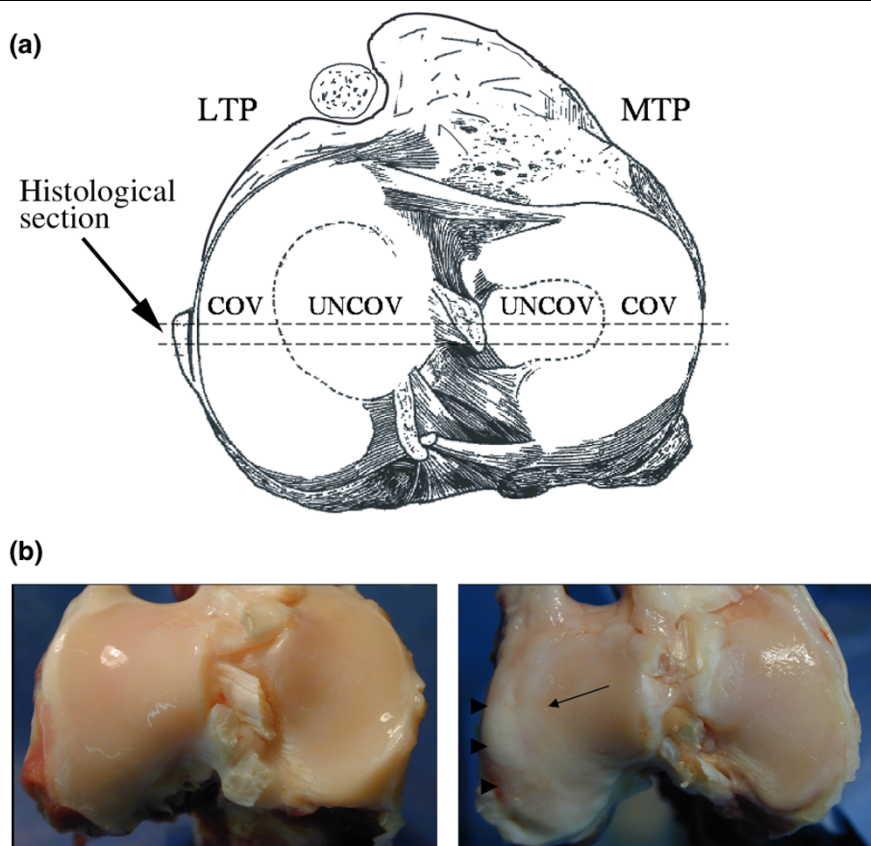 (a)
LTP
MTP
Histological
section
COV
UNCOV
UNCOV
COV
(b)